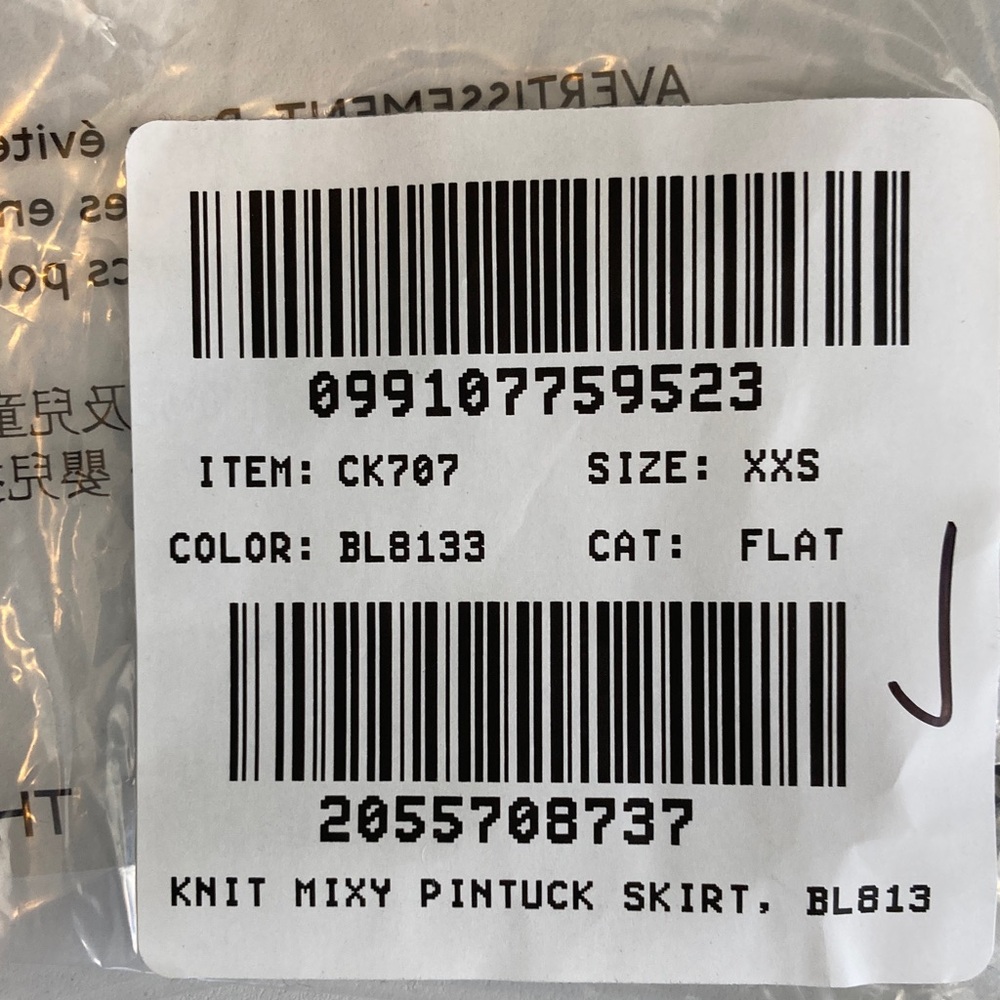 AVERTISSEMENT
évite
es en
cs pou
099107759523
及兒童
ITEM: CK707 SIZE: XXS
嬰兒
COLOR: BL8133 CAT: FLAT
2055708737
TH
KNIT MIXY PINTUCK SKIRT, BL813